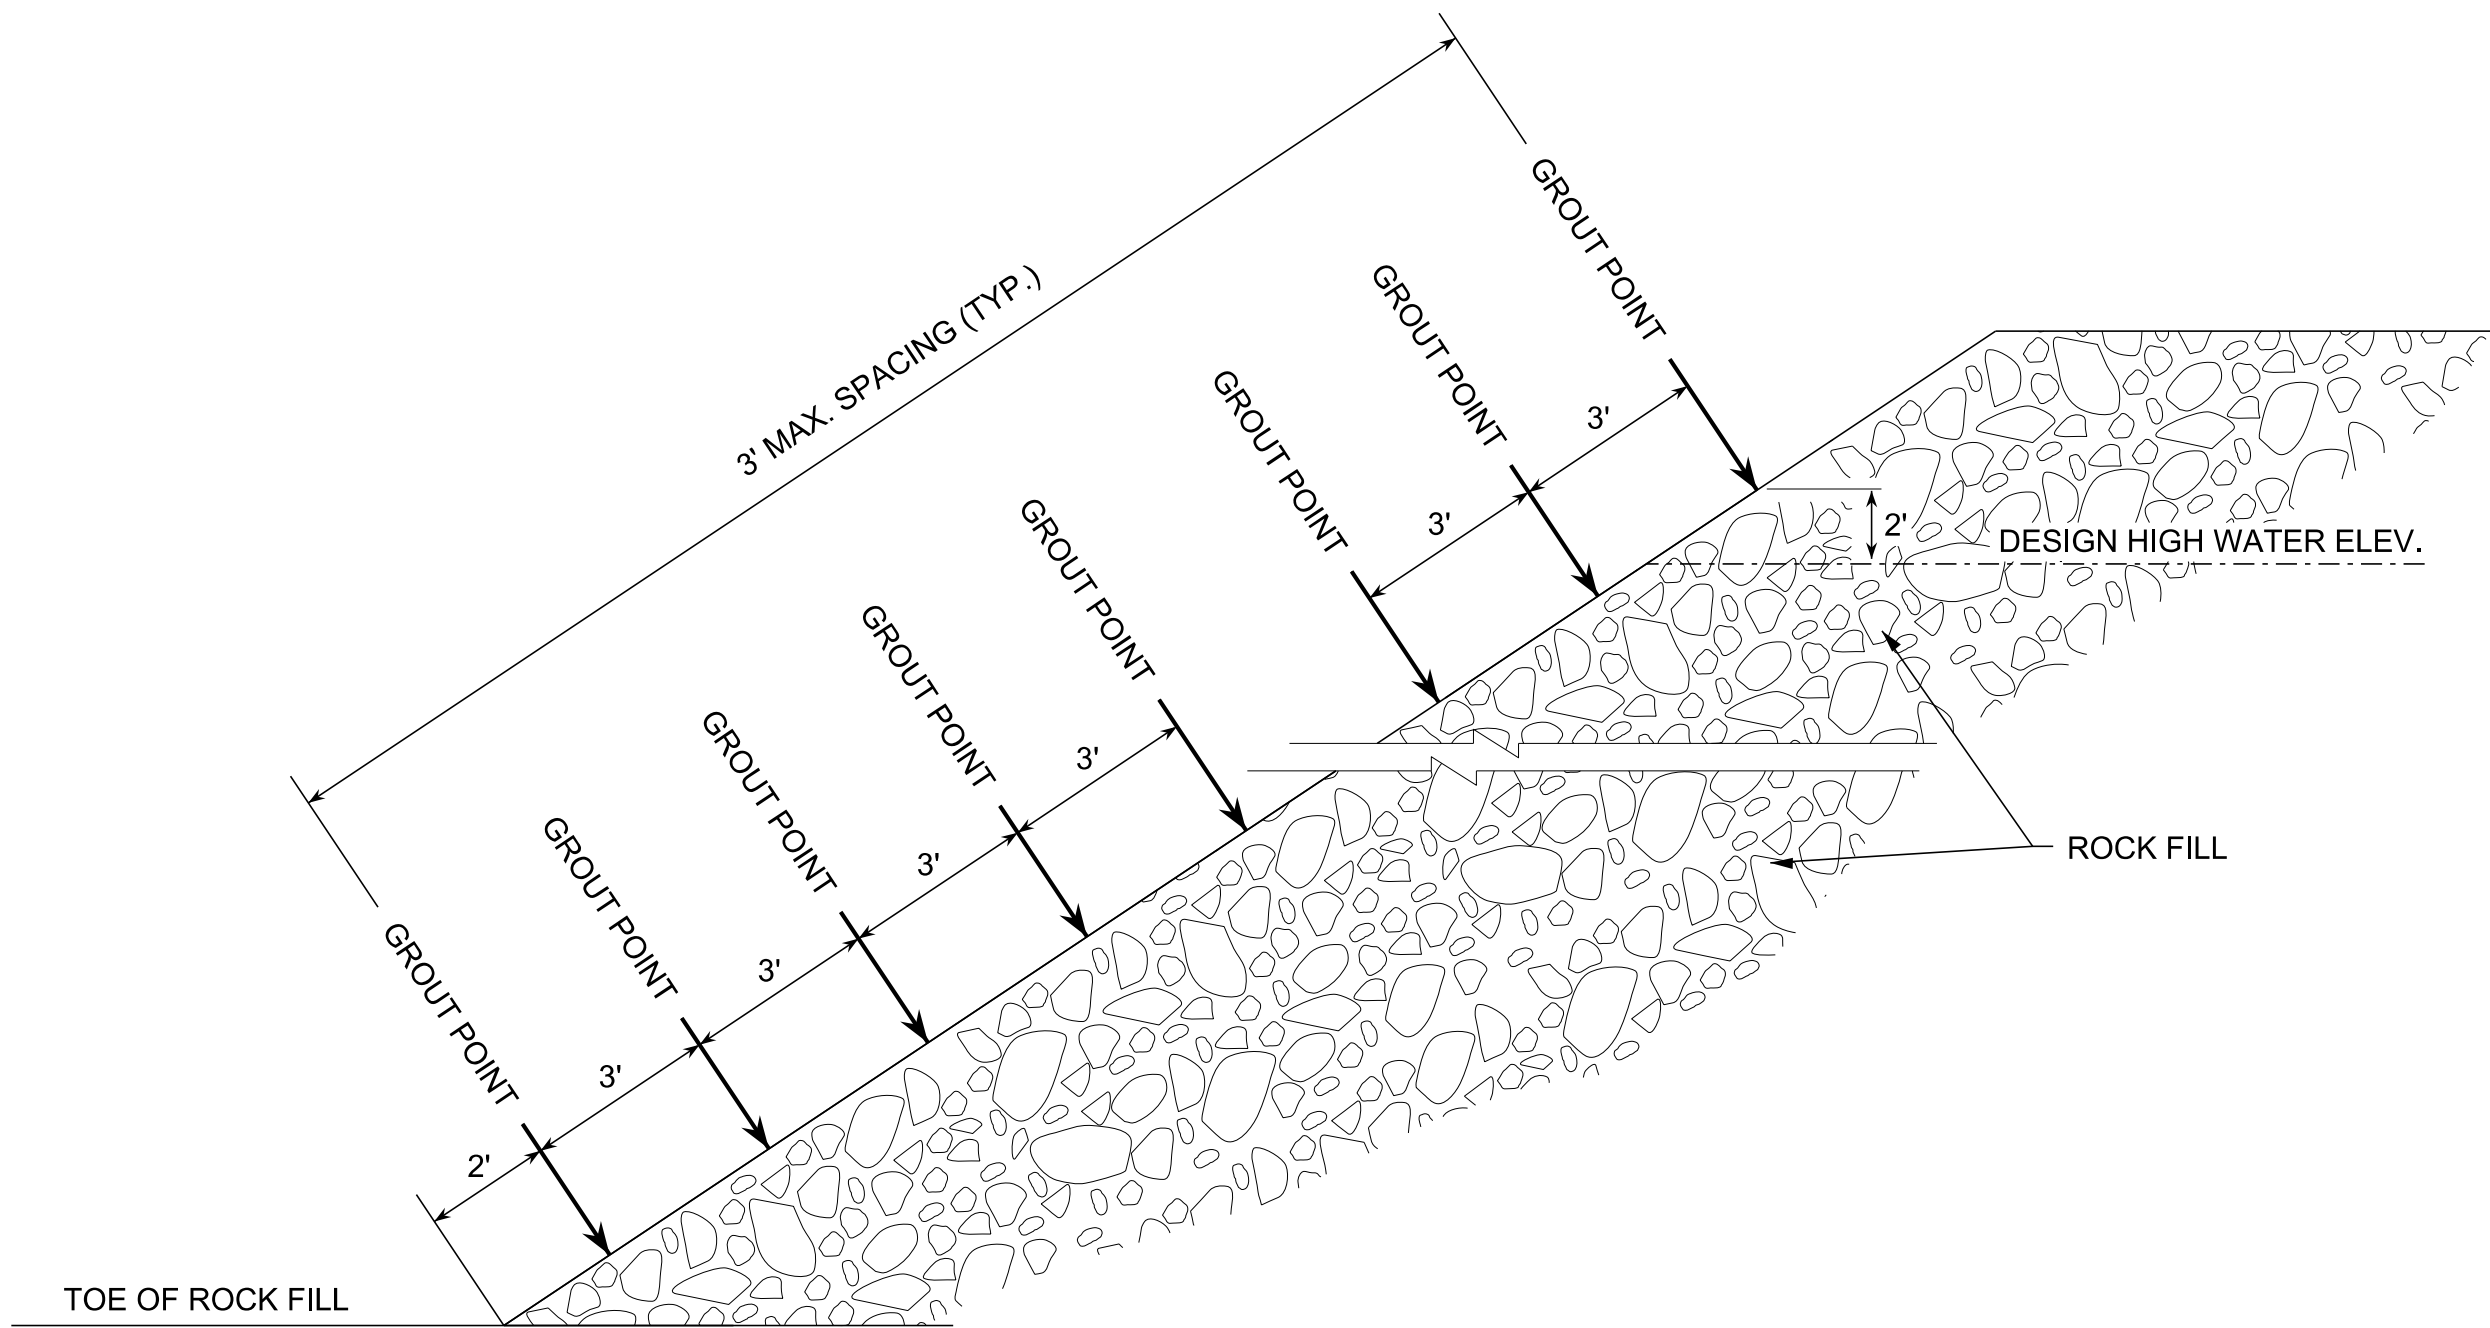 GROUT POINT
GROUT POINT
GROUT POINT
3' MAX. SPACING (TYP.)
3'
GROUT POINT
3'
2'
DESIGN HIGH WATER ELEV.
GROUT POINT
GROUT POINT
3'
GROUT POINT
3'
ROCK FILL
3'
GROUT POINT
3'
2'
TOE OF ROCK FILL